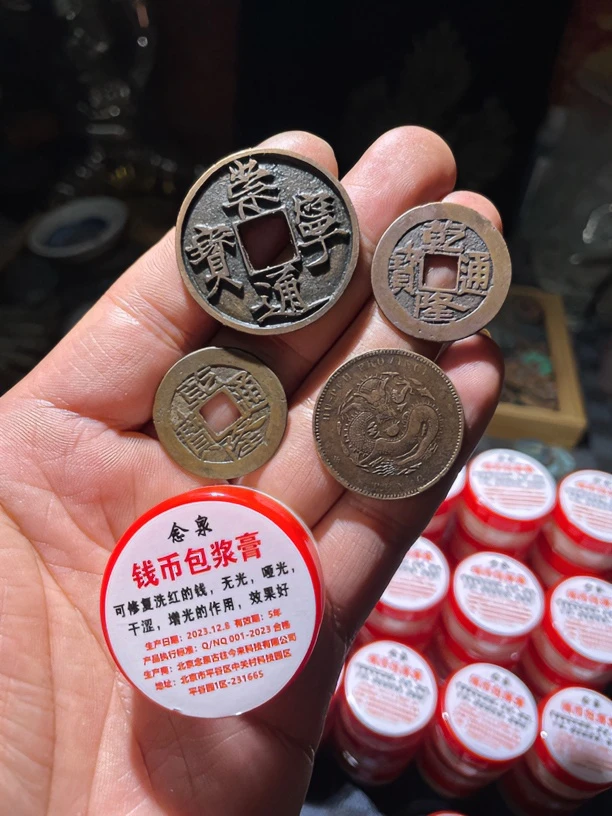 崇寧通寶
乾隆通寶
乾隆通寶
念泉
钱币包浆膏
可修复洗红的钱，无光，哑光，
干涩，增光的作用，效果好
生产日期：2023.12.8 有效期：5年
产品执行标准：Q/NQ 001-2023 合格
生产商：北京念泉古往今来科技有限公司
地址：北京市平谷区中关村科技园区
平谷园1区-231665